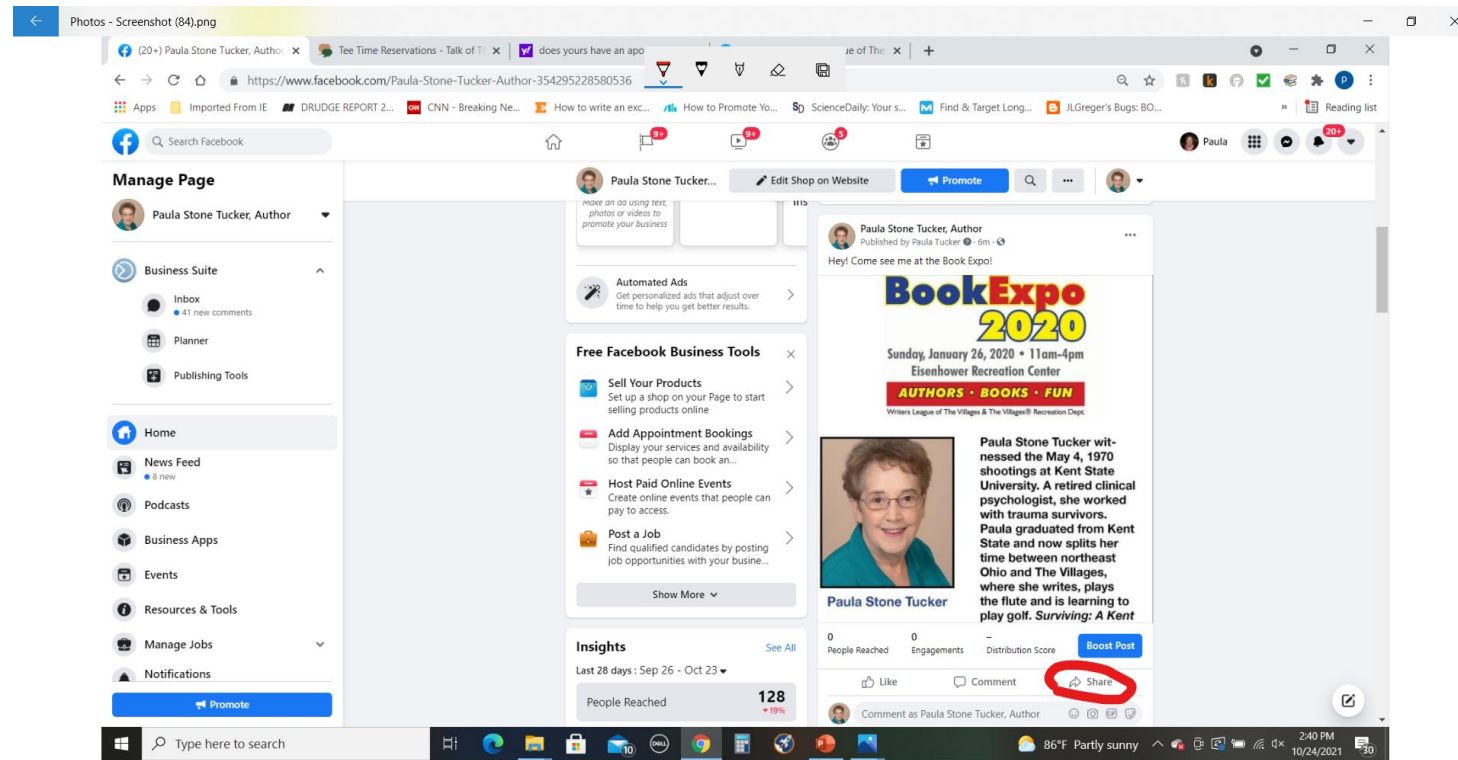 Photos - Screenshot (84).png
(20+) Paula Stone Tucker, Autho
Tee Time Reservations - Talk of T
does yours have an apo
ue of The
https://www.facebook.com/Paula-Stone-Tucker-Author-354295228580536
Apps
Imported From IE
DRUDGE REPORT 2...
CNN - Breaking Ne...
How to write an exc...
How to Promote Yo...
ScienceDaily: Your s...
Find & Target Long...
JLGreger's Bugs: BO...
»
Reading list
Search Facebook
9+
9+
5
Paula
20+
Manage Page
Paula Stone Tucker, Author
Business Suite
Inbox
41 new comments
Planner
Publishing Tools
Home
News Feed
8 new
Podcasts
Business Apps
Events
Resources & Tools
Manage Jobs
Notifications
Promote
Paula Stone Tucker...
Edit Shop on Website
Promote
Make an ad using text,
photos or videos to
promote your business
Ins
Automated Ads
Get personalized ads that adjust over
time to help you get better results.
Free Facebook Business Tools
Sell Your Products
Set up a shop on your Page to start
selling products online
Add Appointment Bookings
Display your services and availability
so that people can book an...
Host Paid Online Events
Create online events that people can
pay to access.
Post a Job
Find qualified candidates by posting
job opportunities with your busine...
Show More
Insights
See All
Last 28 days : Sep 26 - Oct 23
People Reached
128
19%
Paula Stone Tucker, Author
Published by Paula Tucker · 6m ·
Hey! Come see me at the Book Expo!
BookExpo
2020
Sunday, January 26, 2020 • 11am-4pm
Eisenhower Recreation Center
AUTHORS • BOOKS • FUN
Writers League of The Villages & The Villages® Recreation Dept.
Paula Stone Tucker
Paula Stone Tucker wit-
nessed the May 4, 1970
shootings at Kent State
University. A retired clinical
psychologist, she worked
with trauma survivors.
Paula graduated from Kent
State and now splits her
time between northeast
Ohio and The Villages,
where she writes, plays
the flute and is learning to
play golf. Surviving: A Kent
0
People Reached
0
Engagements
–
Distribution Score
Boost Post
Like
Comment
Share
Comment as Paula Stone Tucker, Author
GIF
Type here to search
10
DELL
86°F Partly sunny
2:40 PM
10/24/2021
30